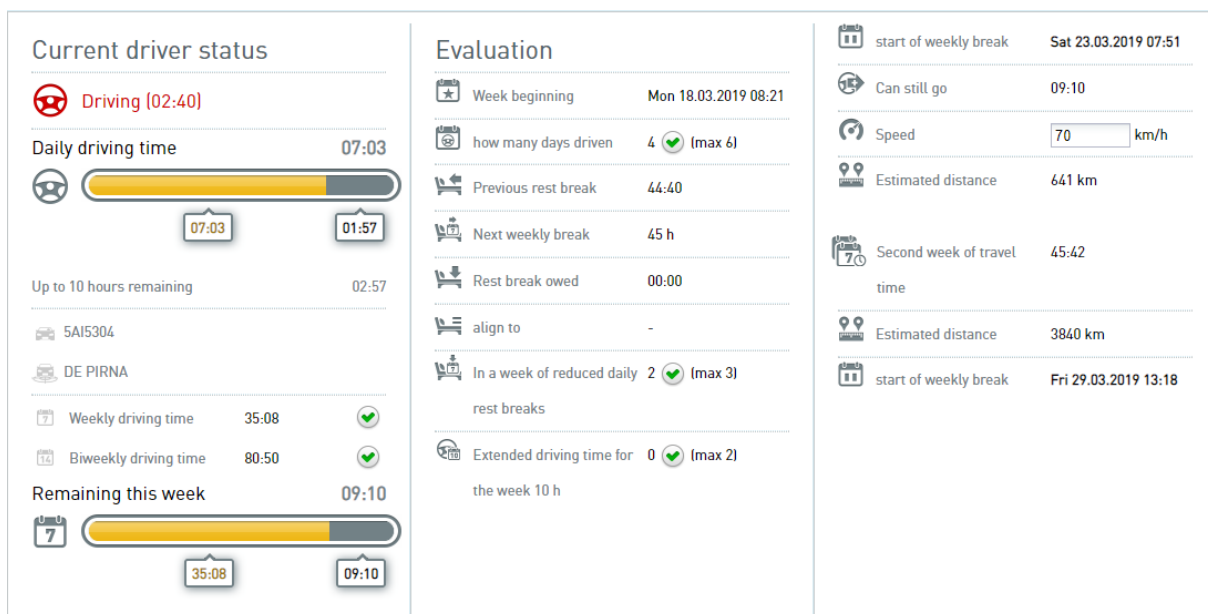 Current driver status
Driving (02:40)
Daily driving time 07:03
07:03 01:57
Up to 10 hours remaining 02:57
5AI5304
DE PIRNA
7 Weekly driving time 35:08
14 Biweekly driving time 80:50
Remaining this week 09:10
7
35:08 09:10
Evaluation
Week beginning Mon 18.03.2019 08:21
how many days driven 4 (max 6)
Previous rest break 44:40
7 Next weekly break 45 h
Rest break owed 00:00
align to -
7 In a week of reduced daily 2 (max 3)
rest breaks
10 Extended driving time for 0 (max 2)
the week 10 h
start of weekly break Sat 23.03.2019 07:51
Can still go 09:10
Speed 70 km/h
Estimated distance 641 km
7 Second week of travel 45:42
time
Estimated distance 3840 km
start of weekly break Fri 29.03.2019 13:18